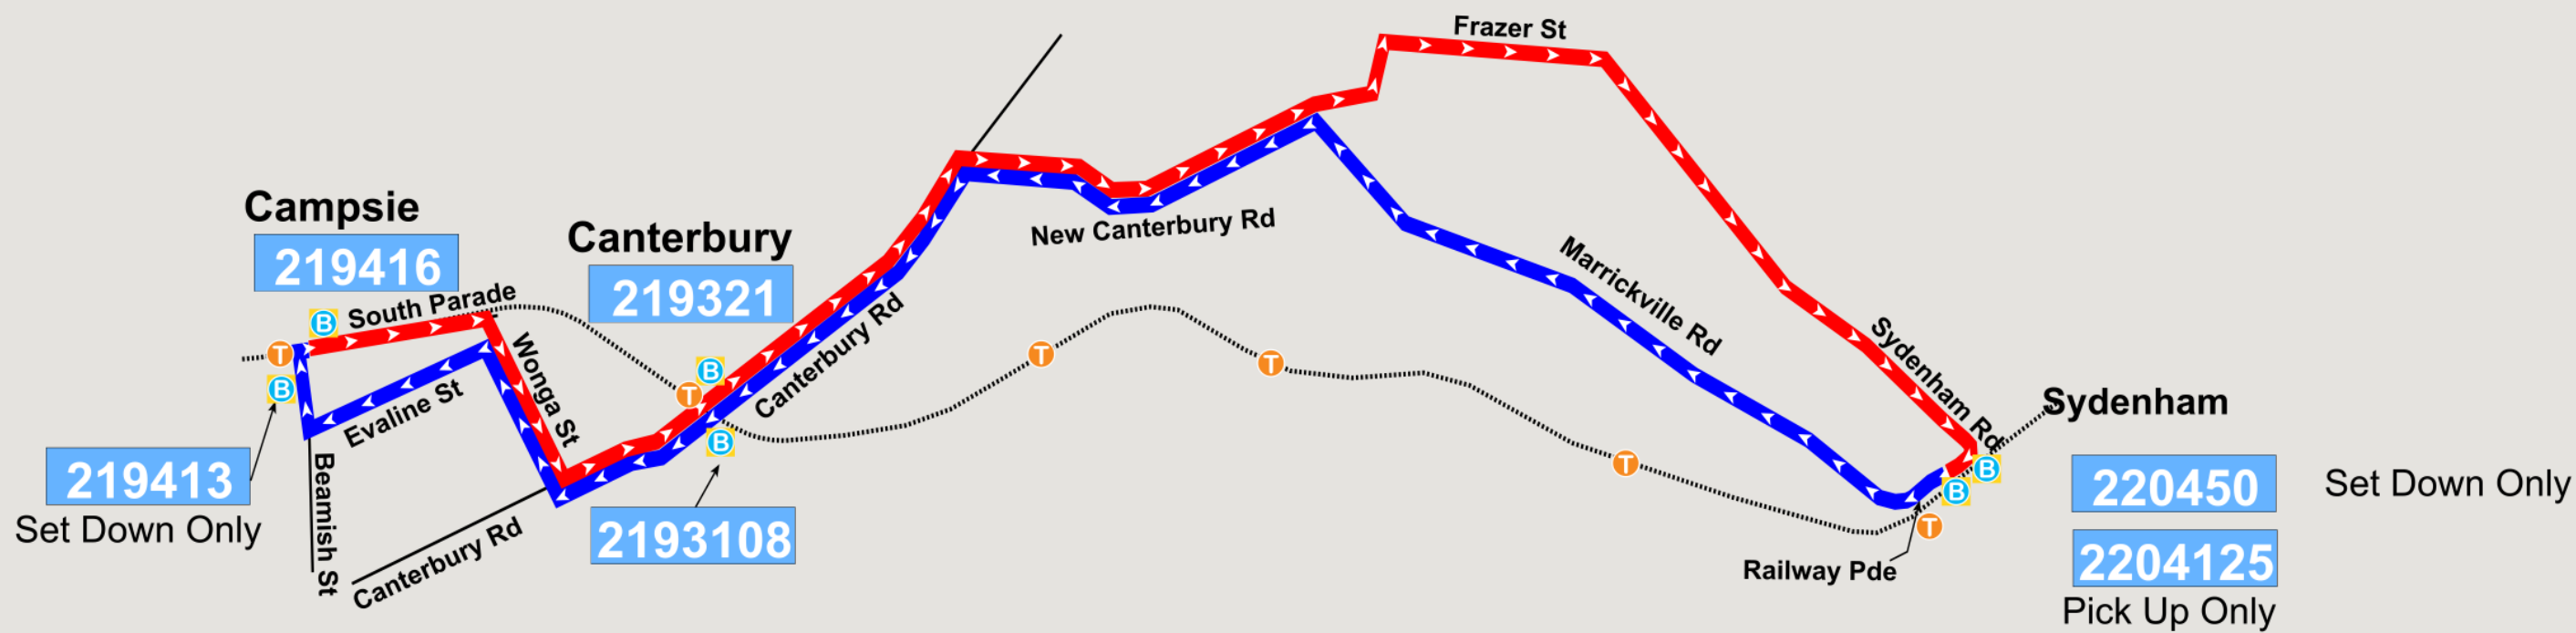 Frazer St
Campsie
219416
Canterbury
219321
New Canterbury Rd
South Parade
Wonga St
Canterbury Rd
Marrickville Rd
Sydenham Rd
Sydenham
B
T
B
B
T
B
T
T
T
B
B
T
Evaline St
219413
Set Down Only
Beamish St
Canterbury Rd
2193108
Railway Pde
220450
Set Down Only
2204125
Pick Up Only